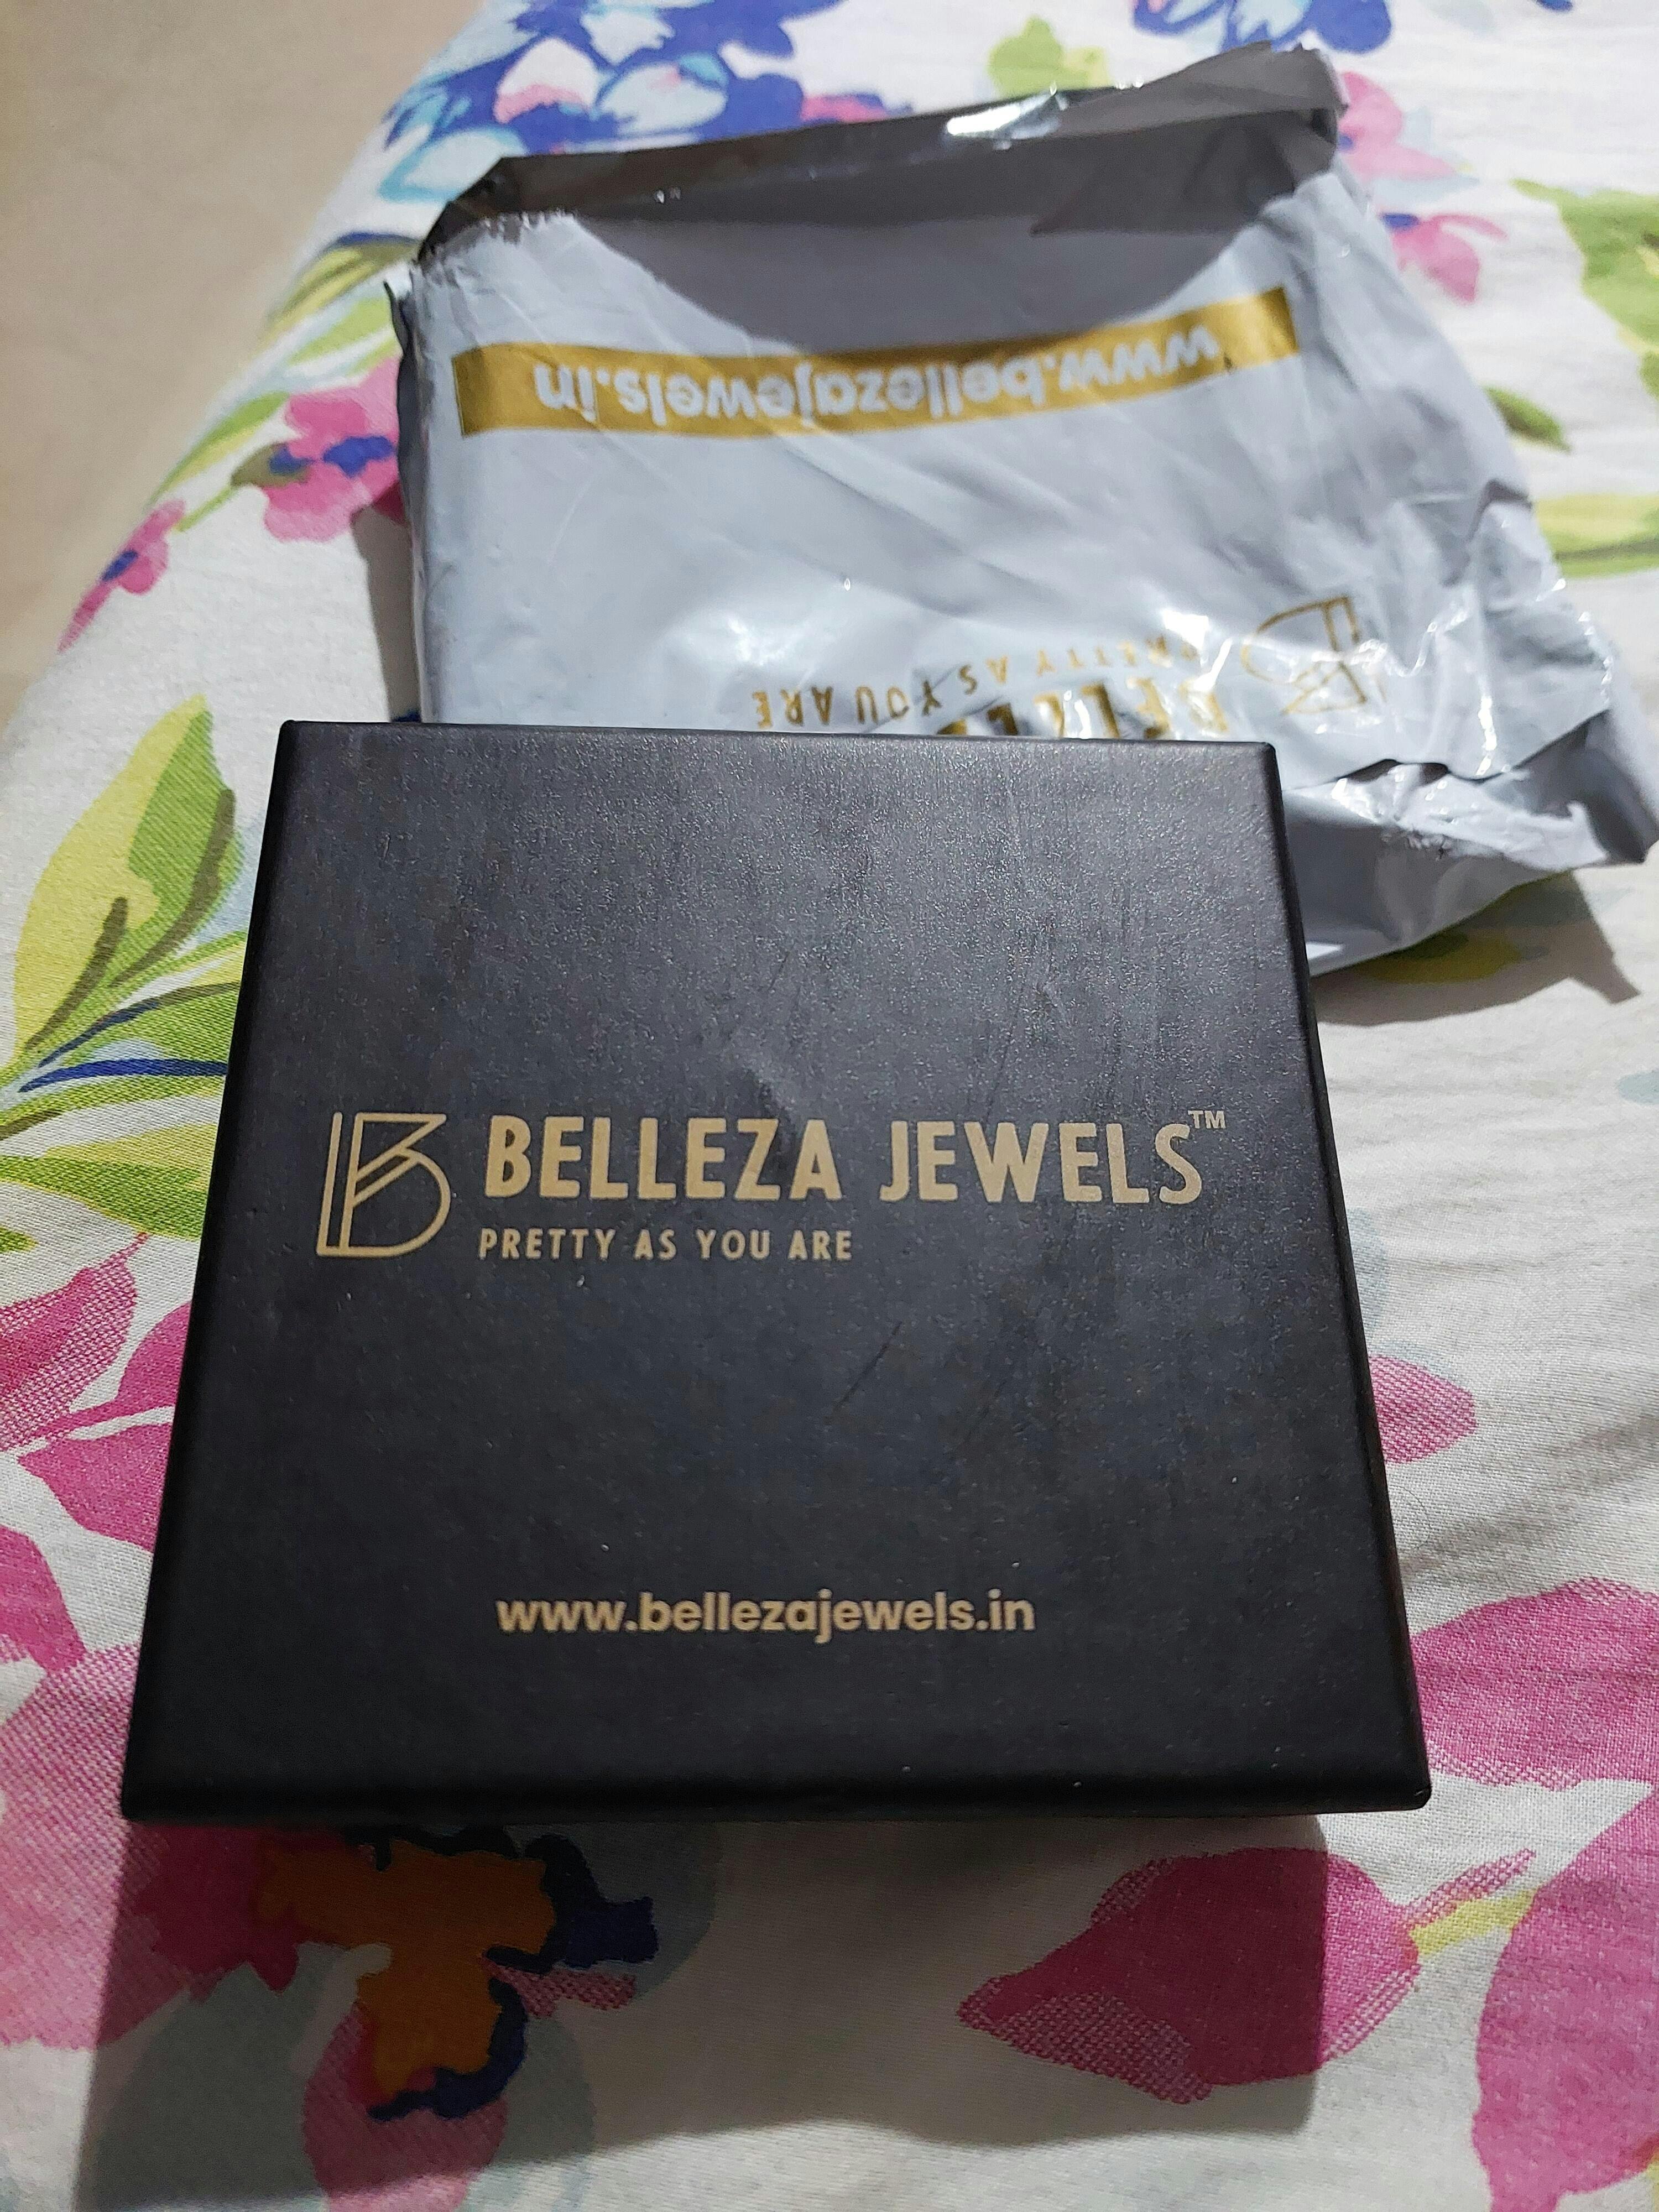 www.bellezajewels.in
PRETTY AS YOU ARE
BELLEZA JEWELS™
PRETTY AS YOU ARE
www.bellezajewels.in